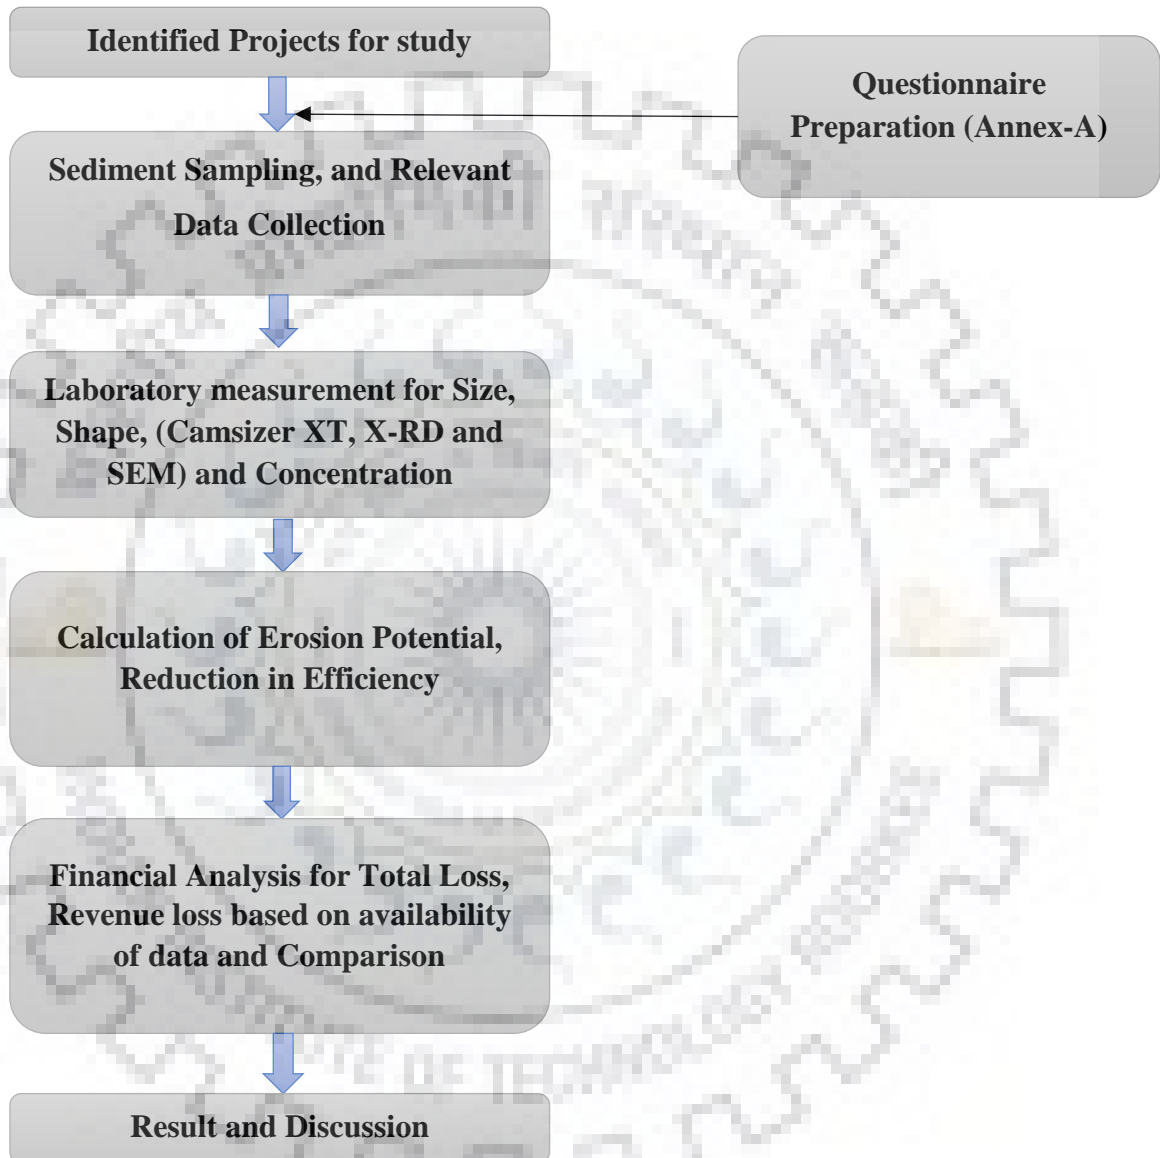 Identified Projects for study
Questionnaire
Preparation (Annex-A)
Sediment Sampling, and Relevant
Data Collection
Laboratory measurement for Size,
Shape, (Camsizer XT, X-RD and
SEM) and Concentration
Calculation of Erosion Potential,
Reduction in Efficiency
Financial Analysis for Total Loss,
Revenue loss based on availability
of data and Comparison
Result and Discussion
OF TECHNOLOGY